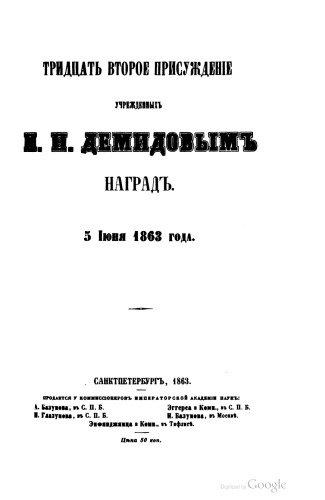 ТРИДЦАТЬ ВТОРОЕ ПРИСУЖДЕНІЕ
УЧРЕЖДЕННЫХЪ
П. Н. ДЕМИДОВЫМЪ
НАГРАДЪ.
5 Іюня 1863 года.
САНКТПЕТЕРБУРГЪ, 1863.
ПРОДАЕТСЯ У КОММИССІОНЕРОВЪ ИМПЕРАТОРСКОЙ АКАДЕМІИ НАУКЪ:
А. Базунова, въ С. П. Б. Эггерса и Комп., въ С. П. Б.
И. Глазунова, въ С. П. Б. И. Базунова, въ Москвѣ.
Энфяджянца и Комп., въ Тифлисѣ.
Цѣна 50 коп.
Digitized by Google